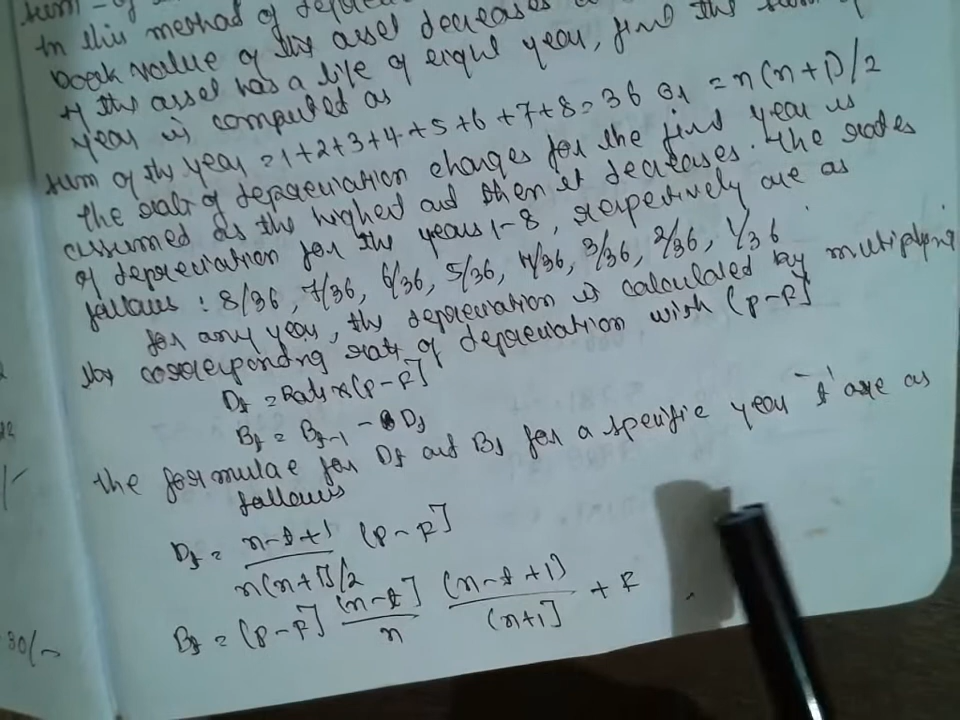 In this method of
book value of the asset decreases
If the asset has a life of eight year, find the sum of
year is computed as
sum of the year = 1+2+3+4+5+6+7+8 = 36 or = n(n+1)/2
the rate of depreciation charges for the first year is
assumed as the highest and then it decreases. The rates
of depreciation for the years 1-8, respectively are as
follows : 8/36, 7/36, 6/36, 5/36, 4/36, 3/36, 2/36, 1/36
for any year, the depreciation is calculated by multiplying
the corresponding rate of depreciation with (P-F]
Dt = Rate × (P-F]
Bt = Bt-1 - Dt
the formulae for Dt and Bt for a specific year 't' are as
follows
Dt = n-t+1 / n(n+1)/2 (P-F]
Bt = (P-F] (n-t] / n (n-t+1) / (n+1] + F
30/-